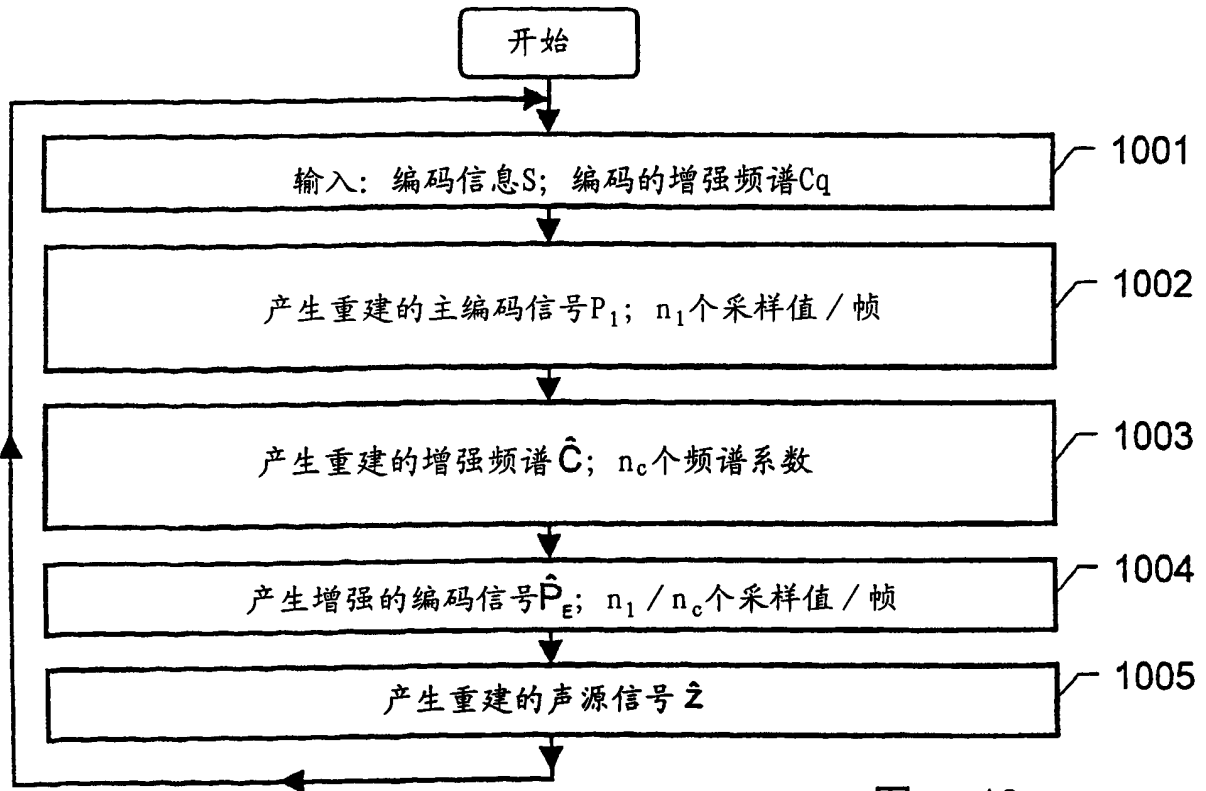 开始
输入：编码信息S；编码的增强频谱Cq
1001
产生重建的主编码信号P₁；n₁个采样值／帧
1002
产生重建的增强频谱Ĉ；n_c个频谱系数
1003
产生增强的编码信号P̂_E；n₁／n_c个采样值／帧
1004
产生重建的声源信号ẑ
1005